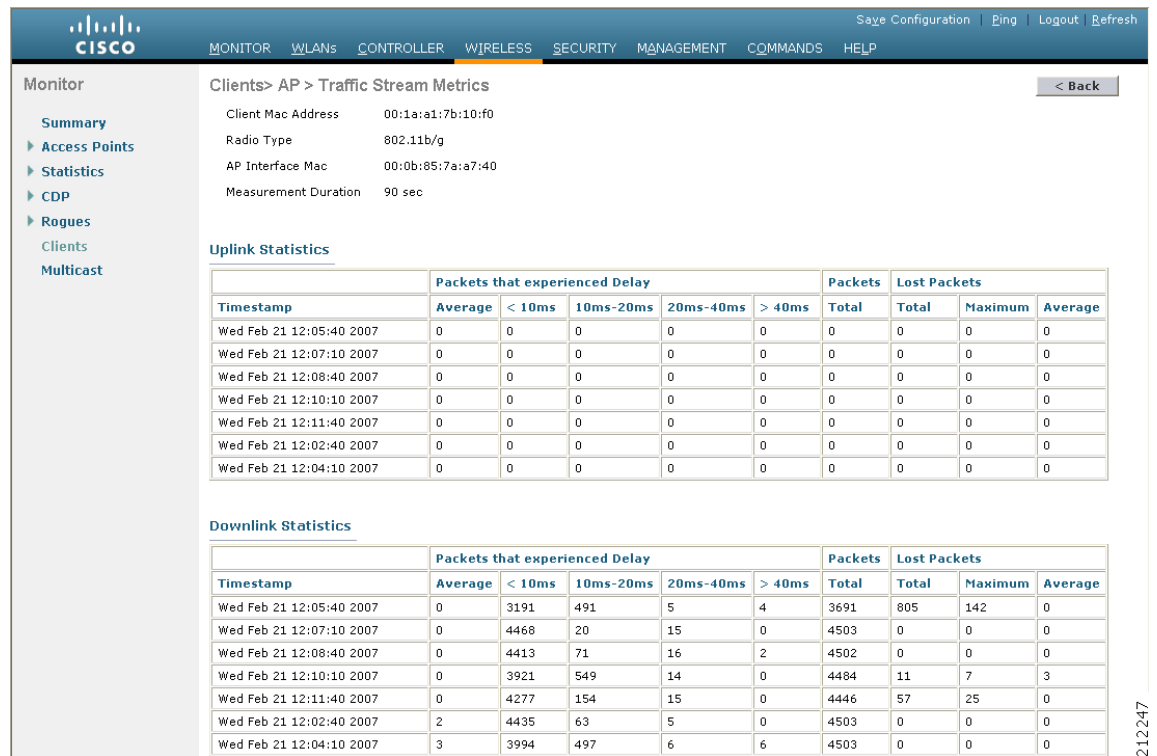 Save Configuration | Ping | Logout | Refresh
CISCO
MONITOR WLANs CONTROLLER WIRELESS SECURITY MANAGEMENT COMMANDS HELP
Monitor
Summary
Access Points
Statistics
CDP
Rogues
Clients
Multicast
Clients> AP > Traffic Stream Metrics
< Back
Client Mac Address 00:1a:a1:7b:10:f0
Radio Type 802.11b/g
AP Interface Mac 00:0b:85:7a:a7:40
Measurement Duration 90 sec
Uplink Statistics
Packets that experienced Delay Packets Lost Packets
Timestamp Average < 10ms 10ms-20ms 20ms-40ms > 40ms Total Total Maximum Average
Wed Feb 21 12:05:40 2007 0 0 0 0 0 0 0 0 0
Wed Feb 21 12:07:10 2007 0 0 0 0 0 0 0 0 0
Wed Feb 21 12:08:40 2007 0 0 0 0 0 0 0 0 0
Wed Feb 21 12:10:10 2007 0 0 0 0 0 0 0 0 0
Wed Feb 21 12:11:40 2007 0 0 0 0 0 0 0 0 0
Wed Feb 21 12:02:40 2007 0 0 0 0 0 0 0 0 0
Wed Feb 21 12:04:10 2007 0 0 0 0 0 0 0 0 0
Downlink Statistics
Packets that experienced Delay Packets Lost Packets
Timestamp Average < 10ms 10ms-20ms 20ms-40ms > 40ms Total Total Maximum Average
Wed Feb 21 12:05:40 2007 0 3191 491 5 4 3691 805 142 0
Wed Feb 21 12:07:10 2007 0 4468 20 15 0 4503 0 0 0
Wed Feb 21 12:08:40 2007 0 4413 71 16 2 4502 0 0 0
Wed Feb 21 12:10:10 2007 0 3921 549 14 0 4484 11 7 3
Wed Feb 21 12:11:40 2007 0 4277 154 15 0 4446 57 25 0
Wed Feb 21 12:02:40 2007 2 4435 63 5 0 4503 0 0 0
Wed Feb 21 12:04:10 2007 3 3994 497 6 6 4503 0 0 0
212247